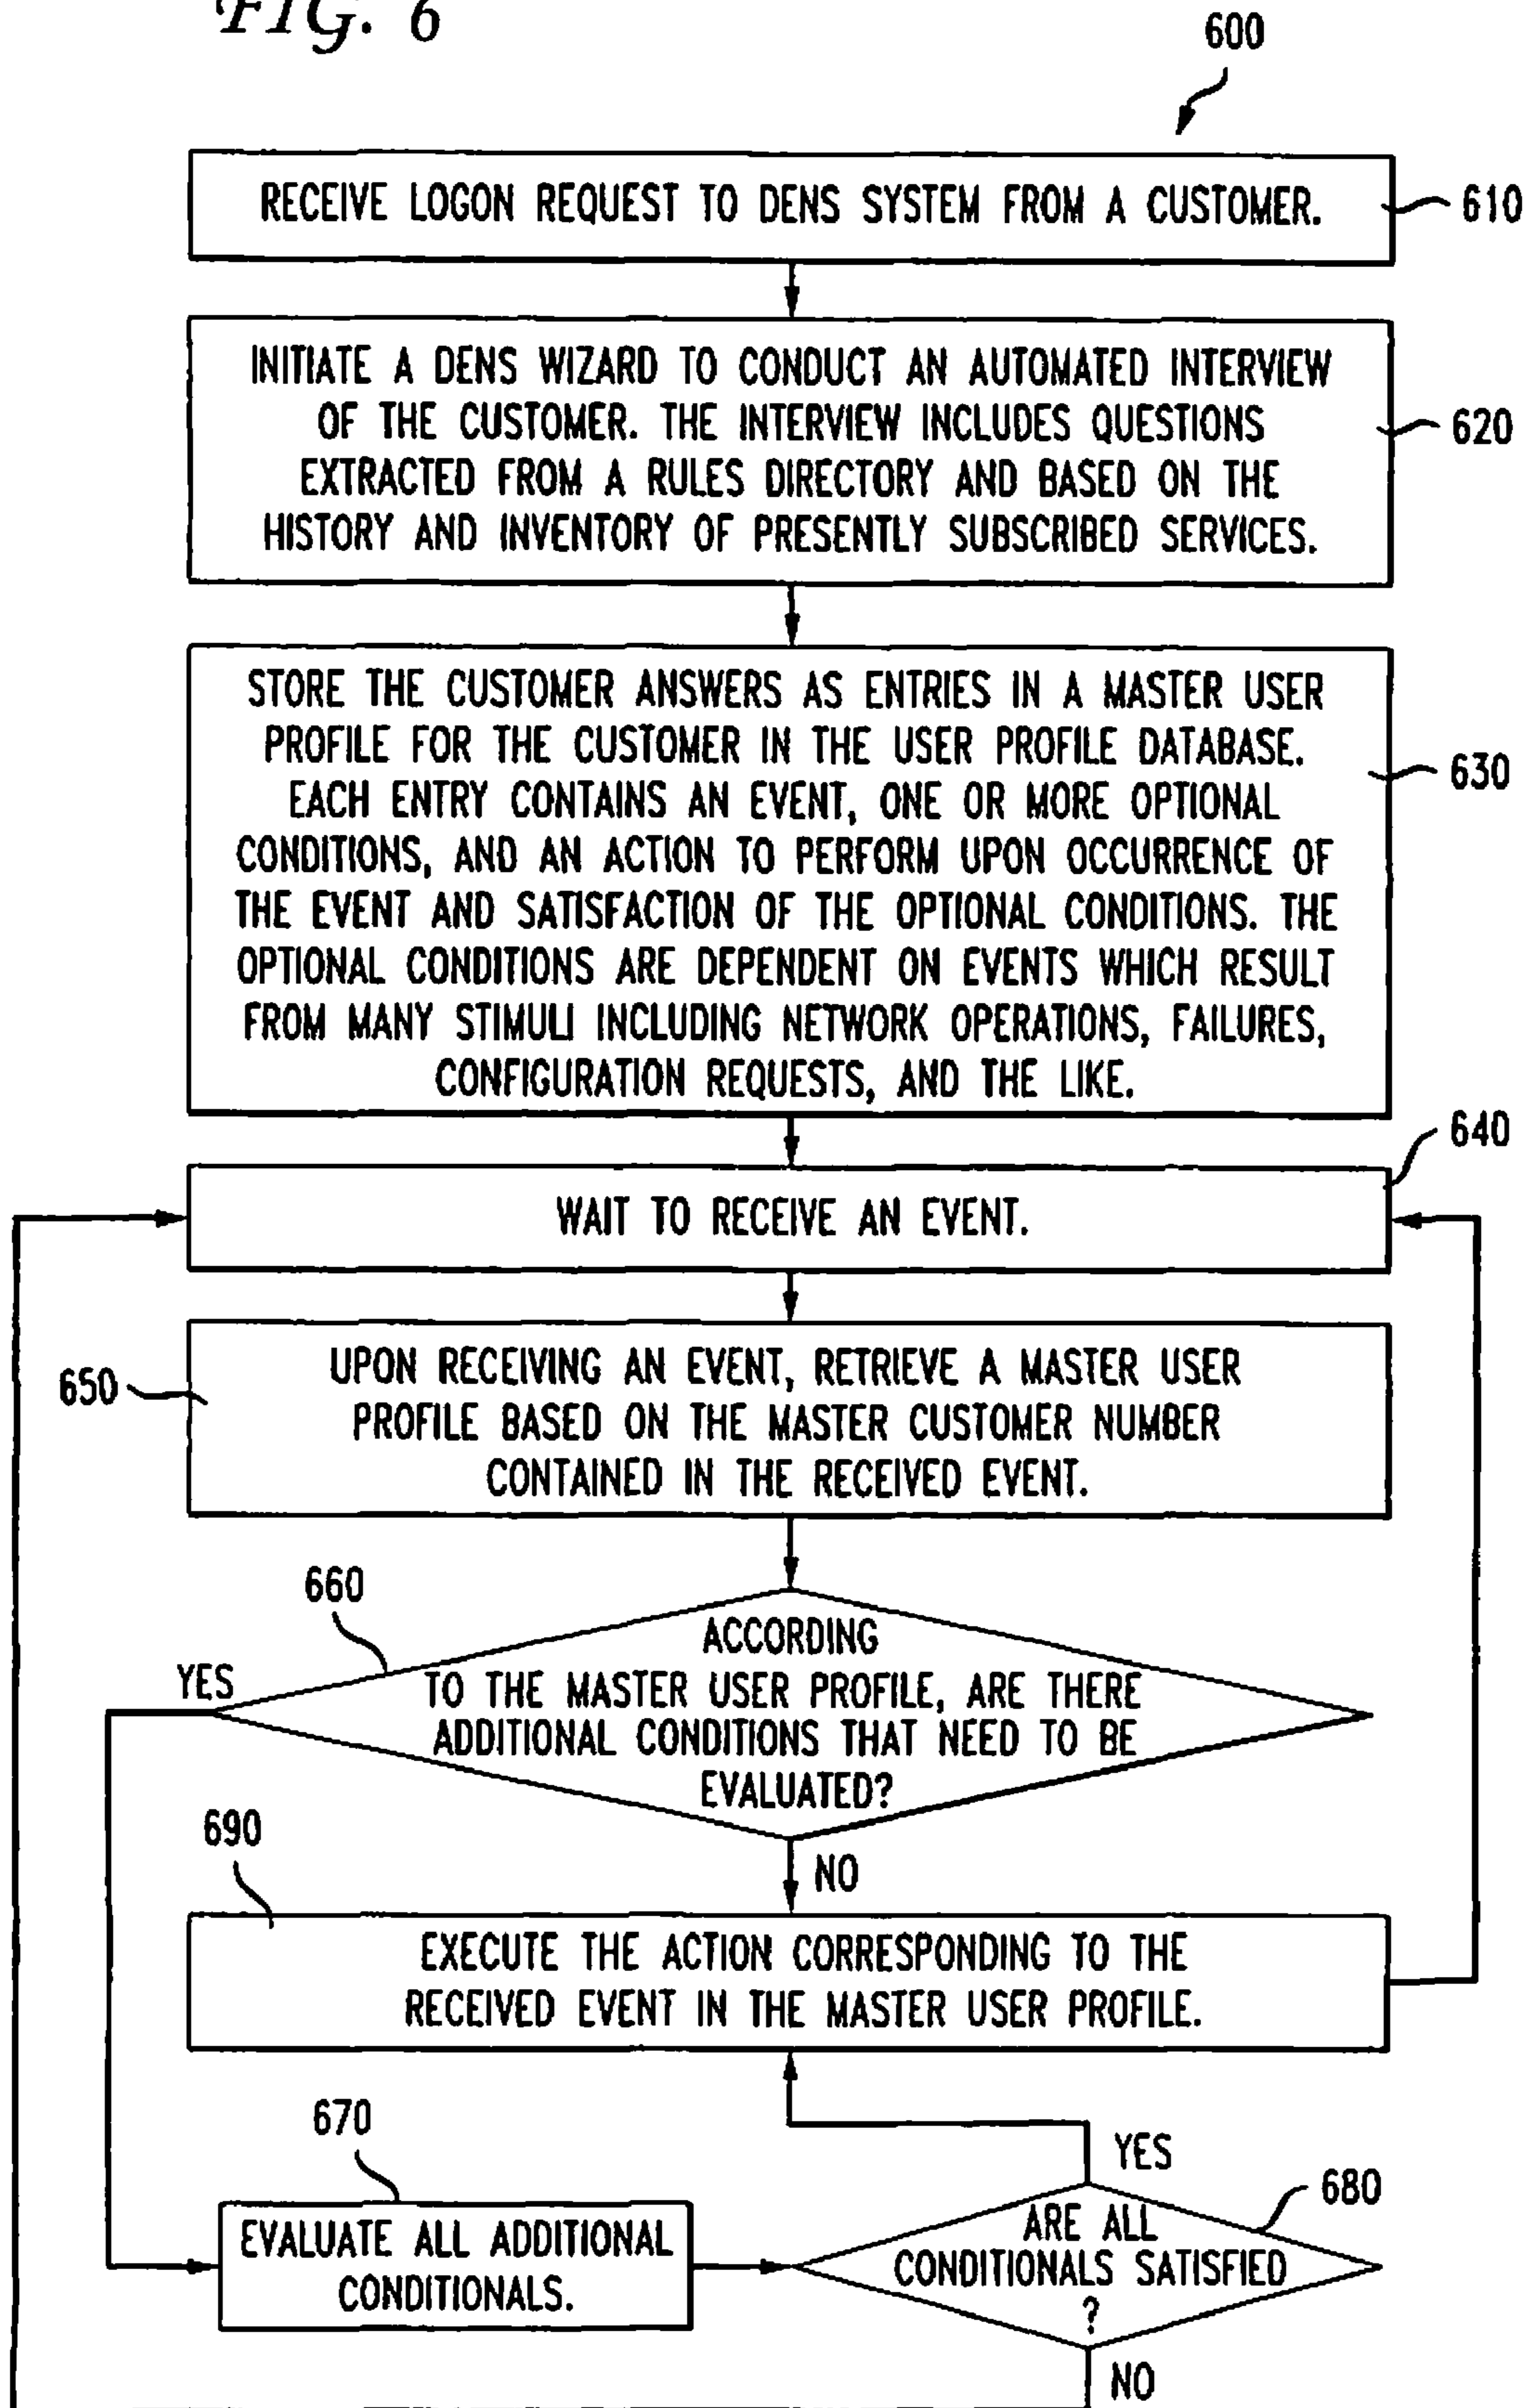 FIG. 6
600
RECEIVE LOGON REQUEST TO DENS SYSTEM FROM A CUSTOMER.
610
INITIATE A DENS WIZARD TO CONDUCT AN AUTOMATED INTERVIEW
OF THE CUSTOMER. THE INTERVIEW INCLUDES QUESTIONS
EXTRACTED FROM A RULES DIRECTORY AND BASED ON THE
HISTORY AND INVENTORY OF PRESENTLY SUBSCRIBED SERVICES.
620
STORE THE CUSTOMER ANSWERS AS ENTRIES IN A MASTER USER
PROFILE FOR THE CUSTOMER IN THE USER PROFILE DATABASE.
EACH ENTRY CONTAINS AN EVENT, ONE OR MORE OPTIONAL
CONDITIONS, AND AN ACTION TO PERFORM UPON OCCURRENCE OF
THE EVENT AND SATISFACTION OF THE OPTIONAL CONDITIONS. THE
OPTIONAL CONDITIONS ARE DEPENDENT ON EVENTS WHICH RESULT
FROM MANY STIMULI INCLUDING NETWORK OPERATIONS, FAILURES,
CONFIGURATION REQUESTS, AND THE LIKE.
630
640
WAIT TO RECEIVE AN EVENT.
650
UPON RECEIVING AN EVENT, RETRIEVE A MASTER USER
PROFILE BASED ON THE MASTER CUSTOMER NUMBER
CONTAINED IN THE RECEIVED EVENT.
660
YES
ACCORDING
TO THE MASTER USER PROFILE, ARE THERE
ADDITIONAL CONDITIONS THAT NEED TO BE
EVALUATED?
NO
690
EXECUTE THE ACTION CORRESPONDING TO THE
RECEIVED EVENT IN THE MASTER USER PROFILE.
670
EVALUATE ALL ADDITIONAL
CONDITIONALS.
YES
680
ARE ALL
CONDITIONALS SATISFIED
?
NO